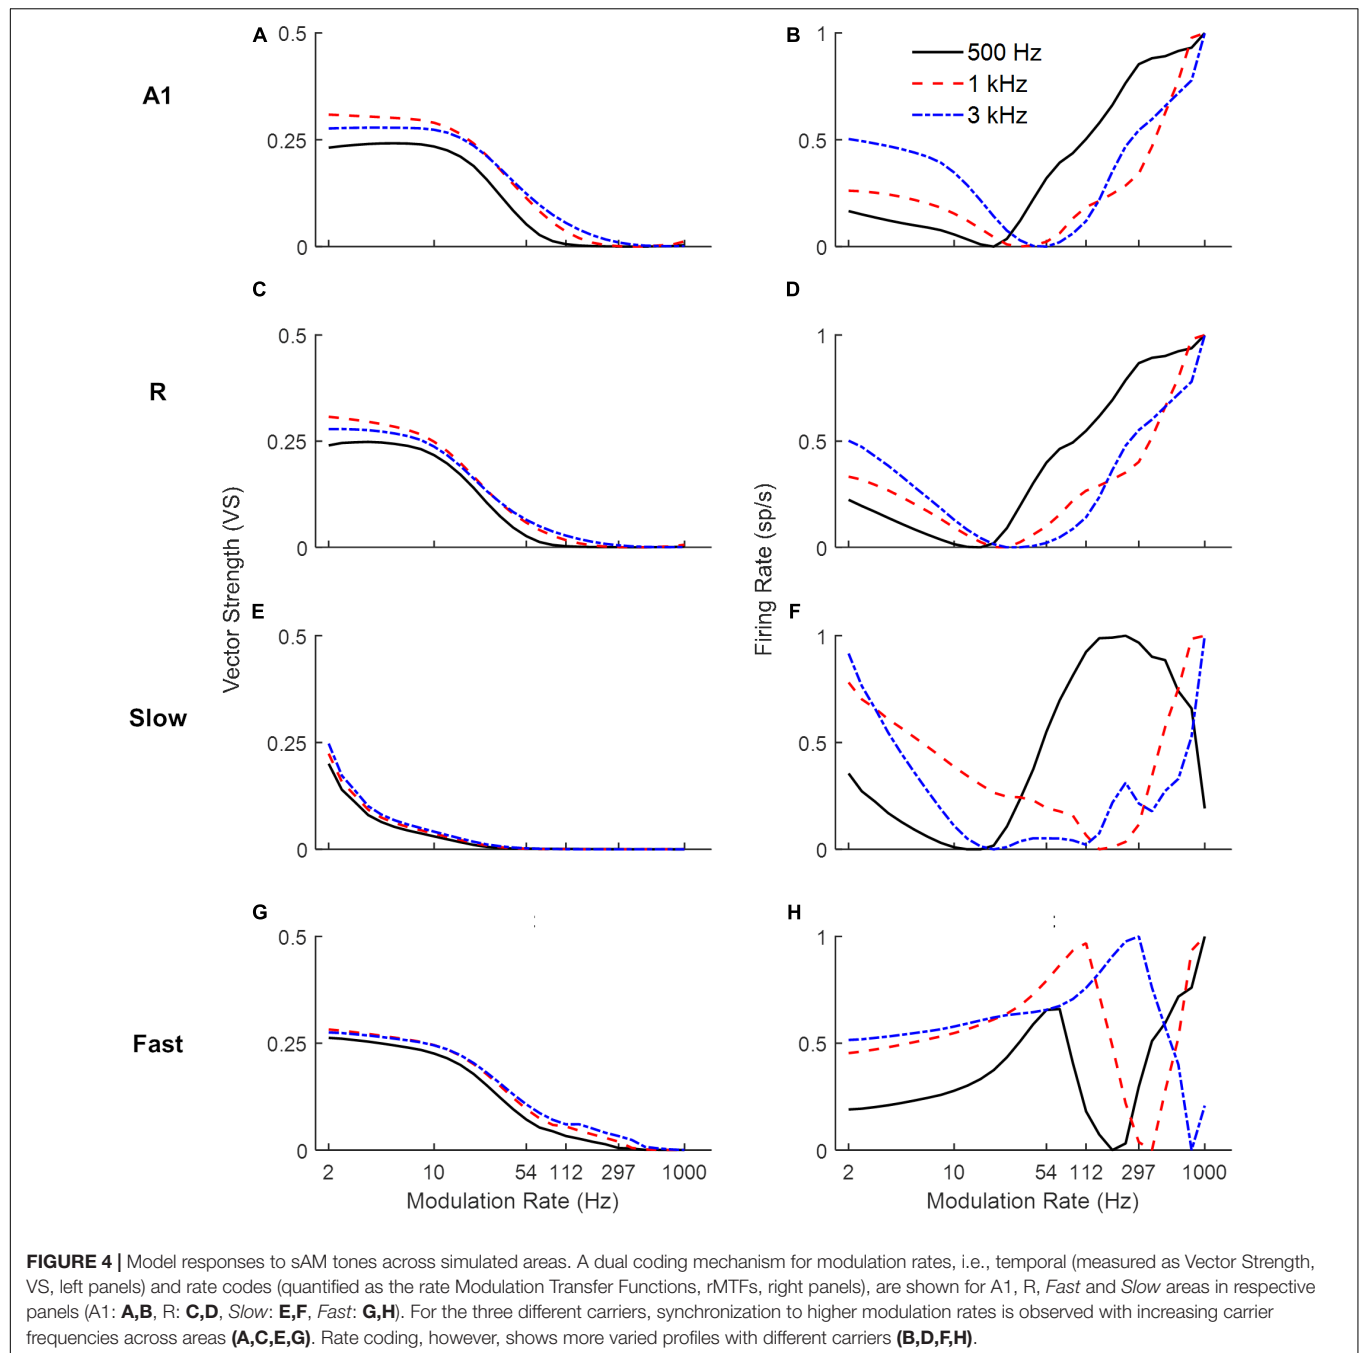 A
B
0.5
0.25
0
1
0.5
0
500 Hz
1 kHz
3 kHz
A1
C
D
0.5
0.25
0
1
0.5
0
R
Vector Strength (VS)
Firing Rate (sp/s)
E
F
0.5
0.25
0
1
0.5
0
Slow
G
H
0.5
0.25
0
1
0.5
0
Fast
2 10 54 112 297 1000
2 10 54 112 297 1000
Modulation Rate (Hz)
Modulation Rate (Hz)
FIGURE 4 | Model responses to sAM tones across simulated areas. A dual coding mechanism for modulation rates, i.e., temporal (measured as Vector Strength,
VS, left panels) and rate codes (quantified as the rate Modulation Transfer Functions, rMTFs, right panels), are shown for A1, R, Fast and Slow areas in respective
panels (A1: A,B, R: C,D, Slow: E,F, Fast: G,H). For the three different carriers, synchronization to higher modulation rates is observed with increasing carrier
frequencies across areas (A,C,E,G). Rate coding, however, shows more varied profiles with different carriers (B,D,F,H).